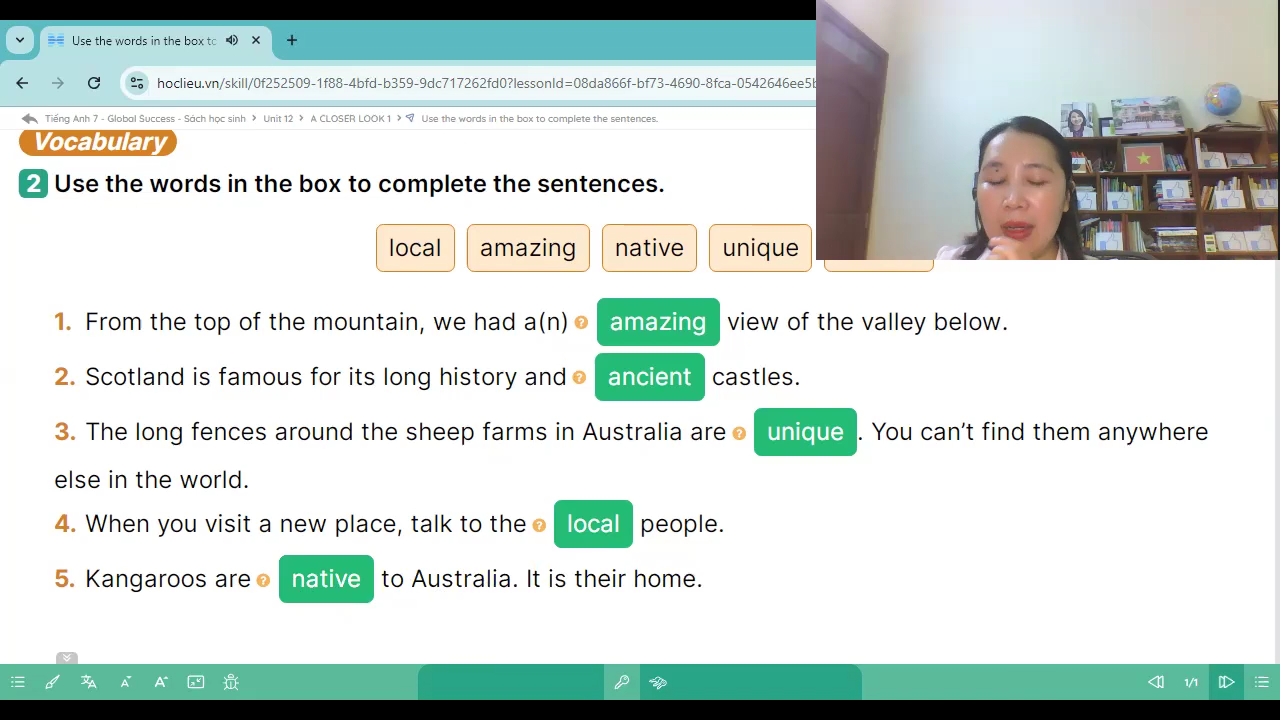 Use the words in the box to
hoclieu.vn/skill/0f252509-1f88-4bfd-b359-9dc717262fd0?lessonId=08da866f-bf73-4690-8fca-0542646ee5b
Tiếng Anh 7 - Global Success - Sách học sinh > Unit 12 > A CLOSER LOOK 1 > Use the words in the box to complete the sentences.
Vocabulary
2 Use the words in the box to complete the sentences.
local amazing native unique
1. From the top of the mountain, we had a(n) ? amazing view of the valley below.
2. Scotland is famous for its long history and ? ancient castles.
3. The long fences around the sheep farms in Australia are ? unique . You can't find them anywhere
else in the world.
4. When you visit a new place, talk to the ? local people.
5. Kangaroos are ? native to Australia. It is their home.
1/1